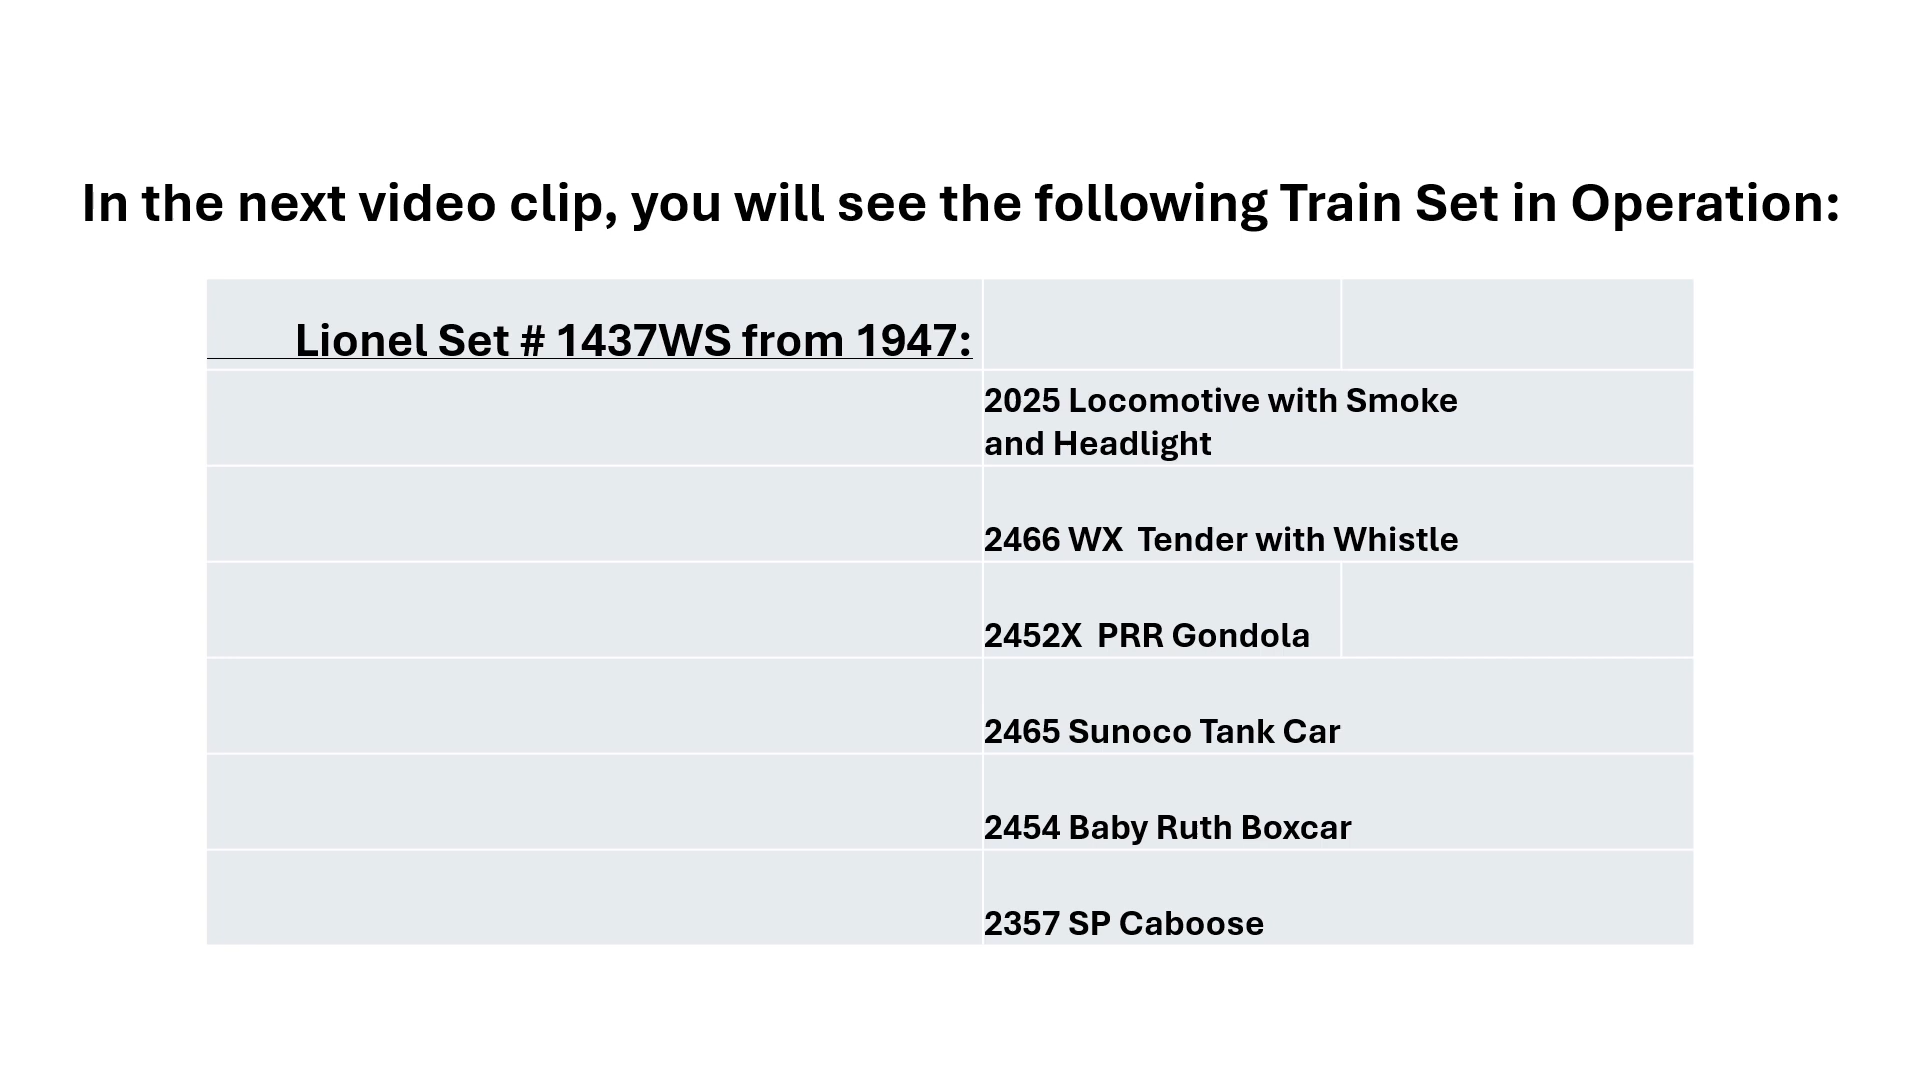 In the next video clip, you will see the following Train Set in Operation:
Lionel Set # 1437WS from 1947:
2025 Locomotive with Smoke
and Headlight
2466 WX  Tender with Whistle
2452X  PRR Gondola
2465 Sunoco Tank Car
2454 Baby Ruth Boxcar
2357 SP Caboose